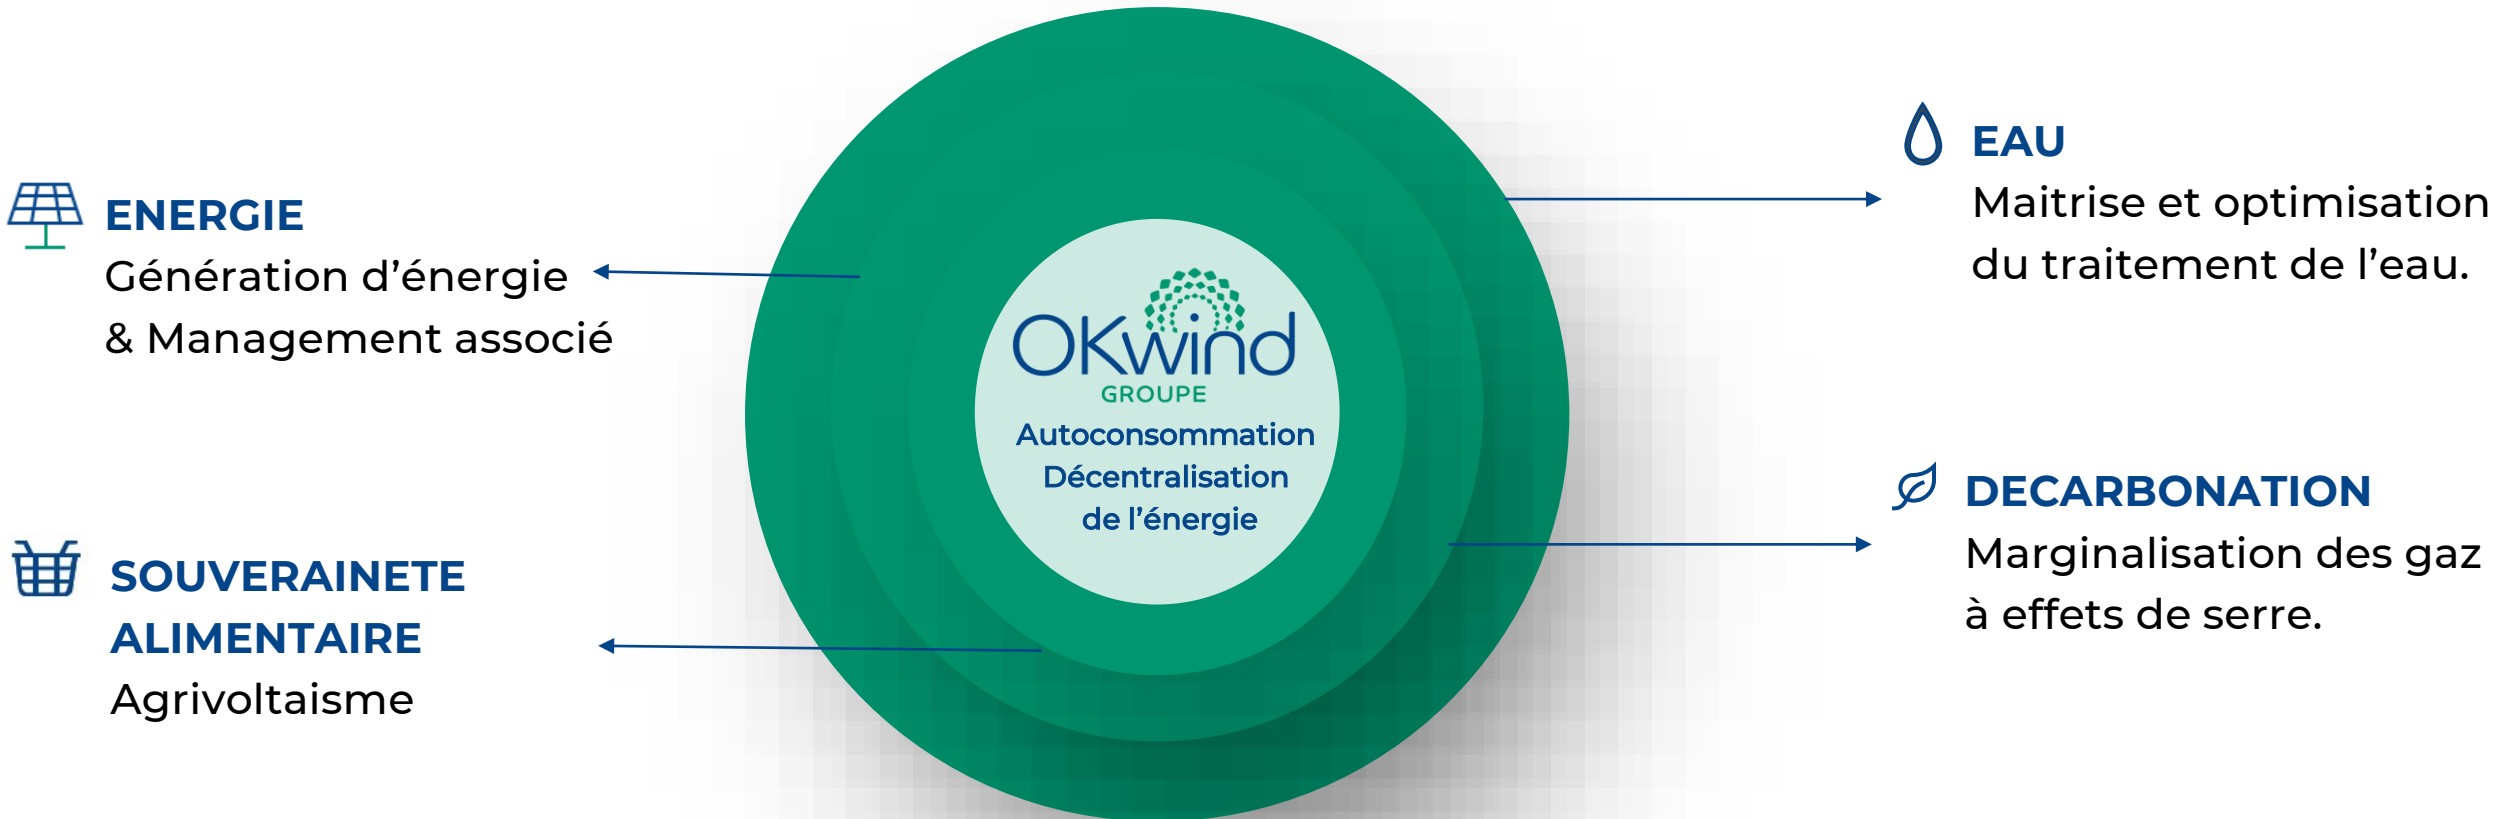 ENERGIE
Génération d’énergie
& Management associé
SOUVERAINETE
ALIMENTAIRE
Agrivoltaisme
OKwind
GROUPE
Autoconsommation
Décentralisation
de l’énergie
EAU
Maitrise et optimisation
du traitement de l’eau.
DECARBONATION
Marginalisation des gaz
à effets de serre.